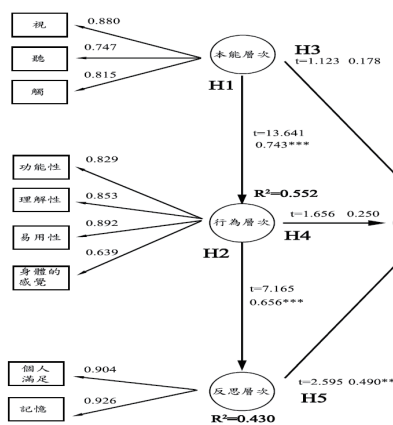 視
0.880
聽
0.747
觸
0.815
本能層次
H1
H3
t=1.123 0.178
t=13.641
0.743***
功能性
0.829
理解性
0.853
易用性
0.892
身體的
感覺
0.639
R²=0.552
行為層次
H2
t=1.656 0.250
H4
t=7.165
0.656***
個人
滿足
0.904
記憶
0.926
反思層次
R²=0.430
t=2.595 0.490**
H5